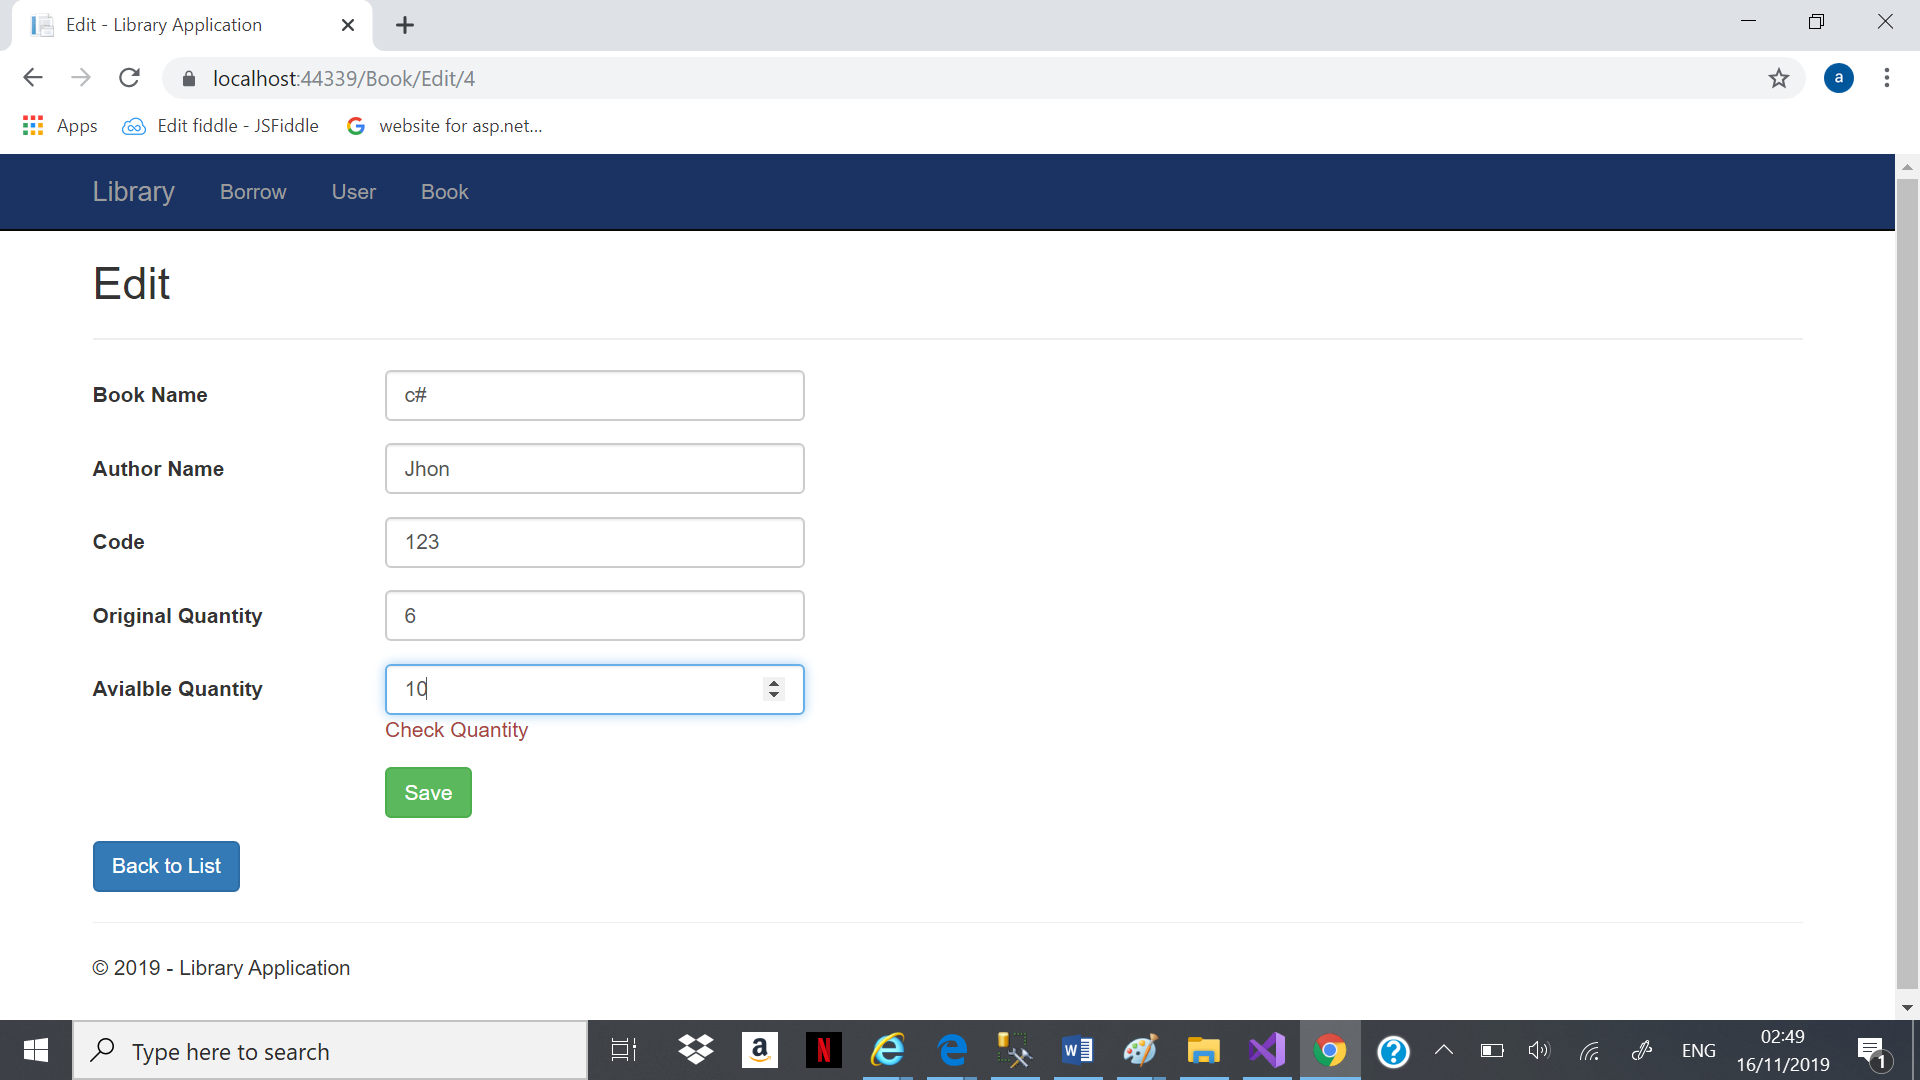 Edit - Library Application
localhost:44339/Book/Edit/4
a
Apps
Edit fiddle - JSFiddle
website for asp.net...
Library Borrow User Book
Edit
Book Name c#
Author Name Jhon
Code 123
Original Quantity 6
Avialble Quantity 10
Check Quantity
Save
Back to List
© 2019 - Library Application
Type here to search
ENG
02:49
16/11/2019
1